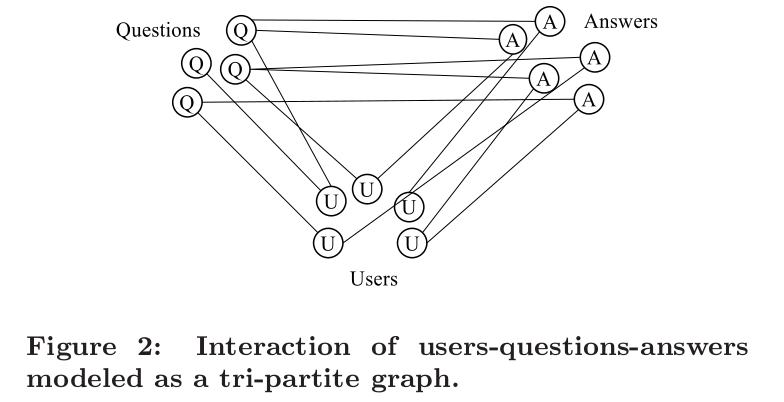 Questions Q A Answers
A
Q Q A
A
Q A
U U U
U U
Users
Figure 2: Interaction of users-questions-answers
modeled as a tri-partite graph.